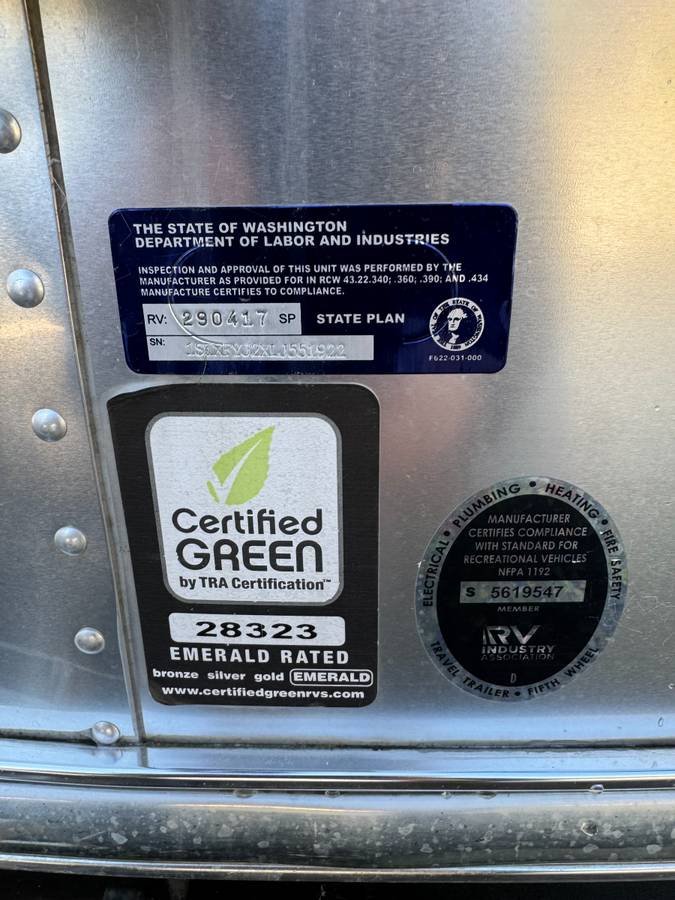 THE STATE OF WASHINGTON
DEPARTMENT OF LABOR AND INDUSTRIES
INSPECTION AND APPROVAL OF THIS UNIT WAS PERFORMED BY THE
MANUFACTURER AS PROVIDED FOR IN RCW 43.22.340; .360; .390; AND .434
MANUFACTURE CERTIFIES TO COMPLIANCE.
RV: 290417 SP STATE PLAN
SN:
F622-031-000
Certified
GREEN
by TRA Certification™
28323
EMERALD RATED
bronze silver gold EMERALD
www.certifiedgreenrvs.com
ELECTRICAL • PLUMBING • HEATING • FIRE SAFETY
MANUFACTURER
CERTIFIES COMPLIANCE
WITH STANDARD FOR
RECREATIONAL VEHICLES
NFPA 1192
S 5619547
MEMBER
RV
INDUSTRY
ASSOCIATION
D
TRAVEL TRAILER • FIFTH WHEEL